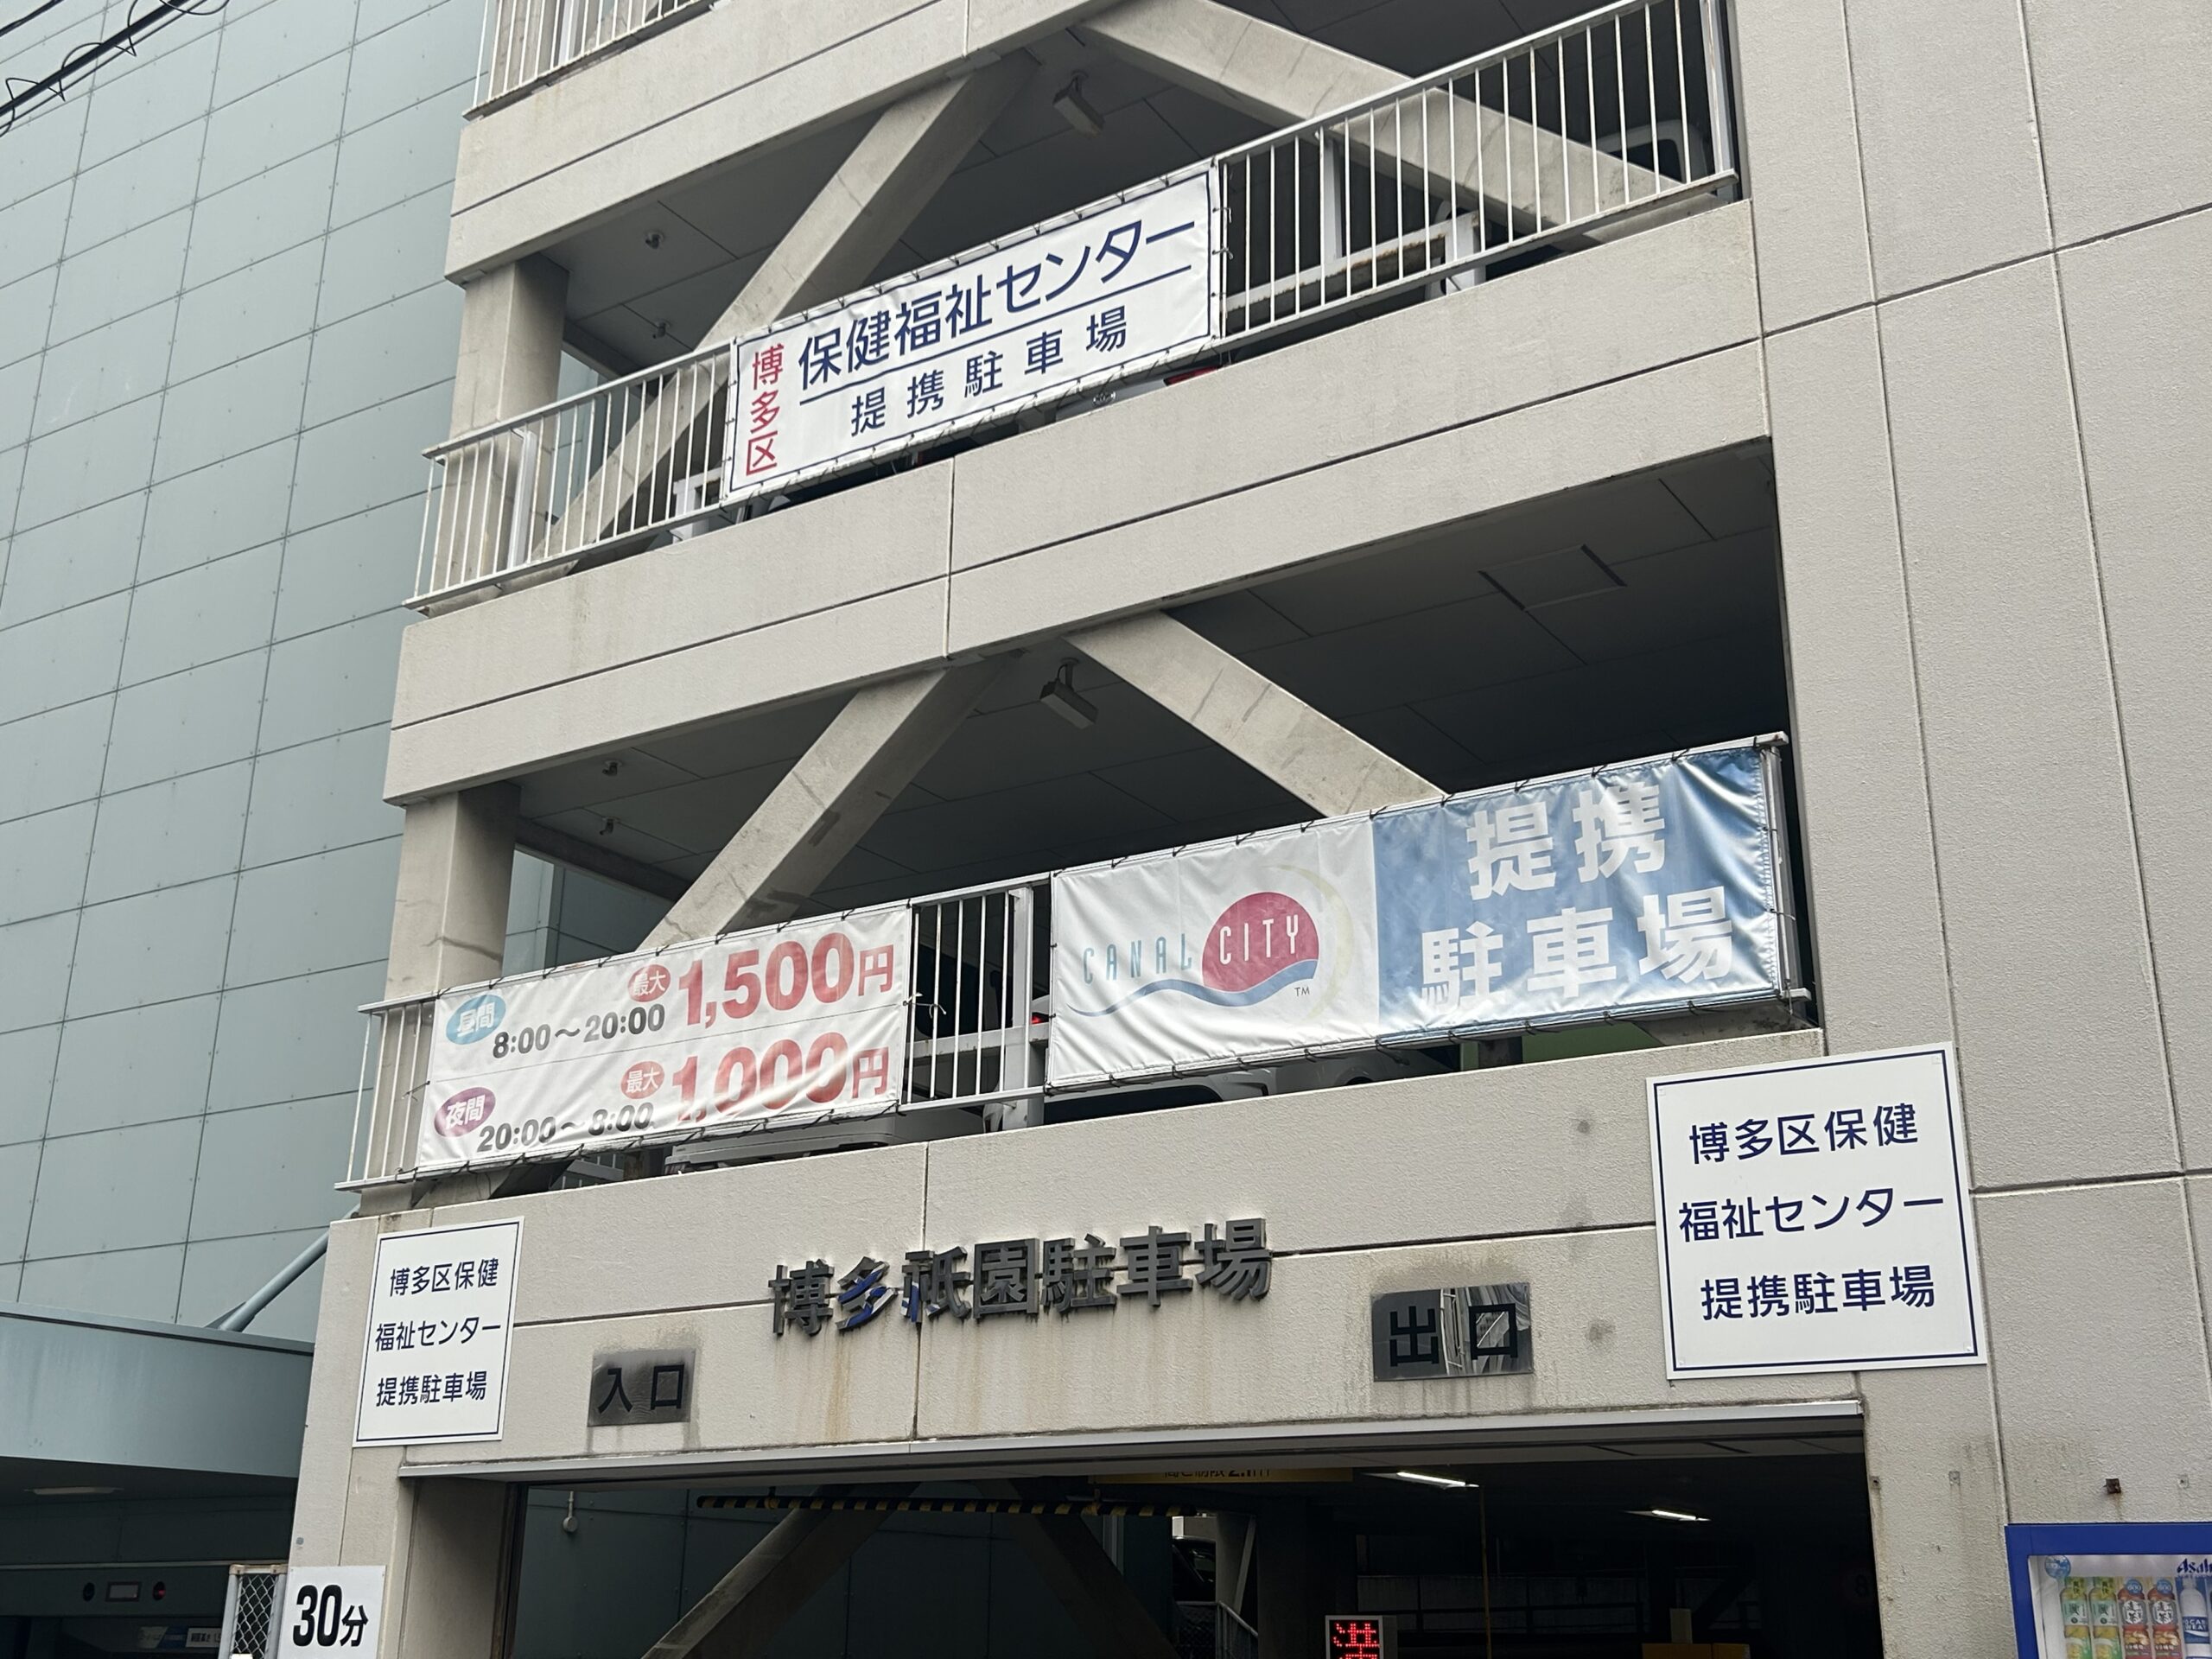 博多区
保健福祉センター
提携駐車場
昼間 8:00～20:00 最大 1,500円
夜間 20:00～8:00 最大 1,000円
CANAL CITY™
提携
駐車場
博多区保健
福祉センター
提携駐車場
博多祇園駐車場
入口
出口
博多区保健
福祉センター
提携駐車場
30分
満